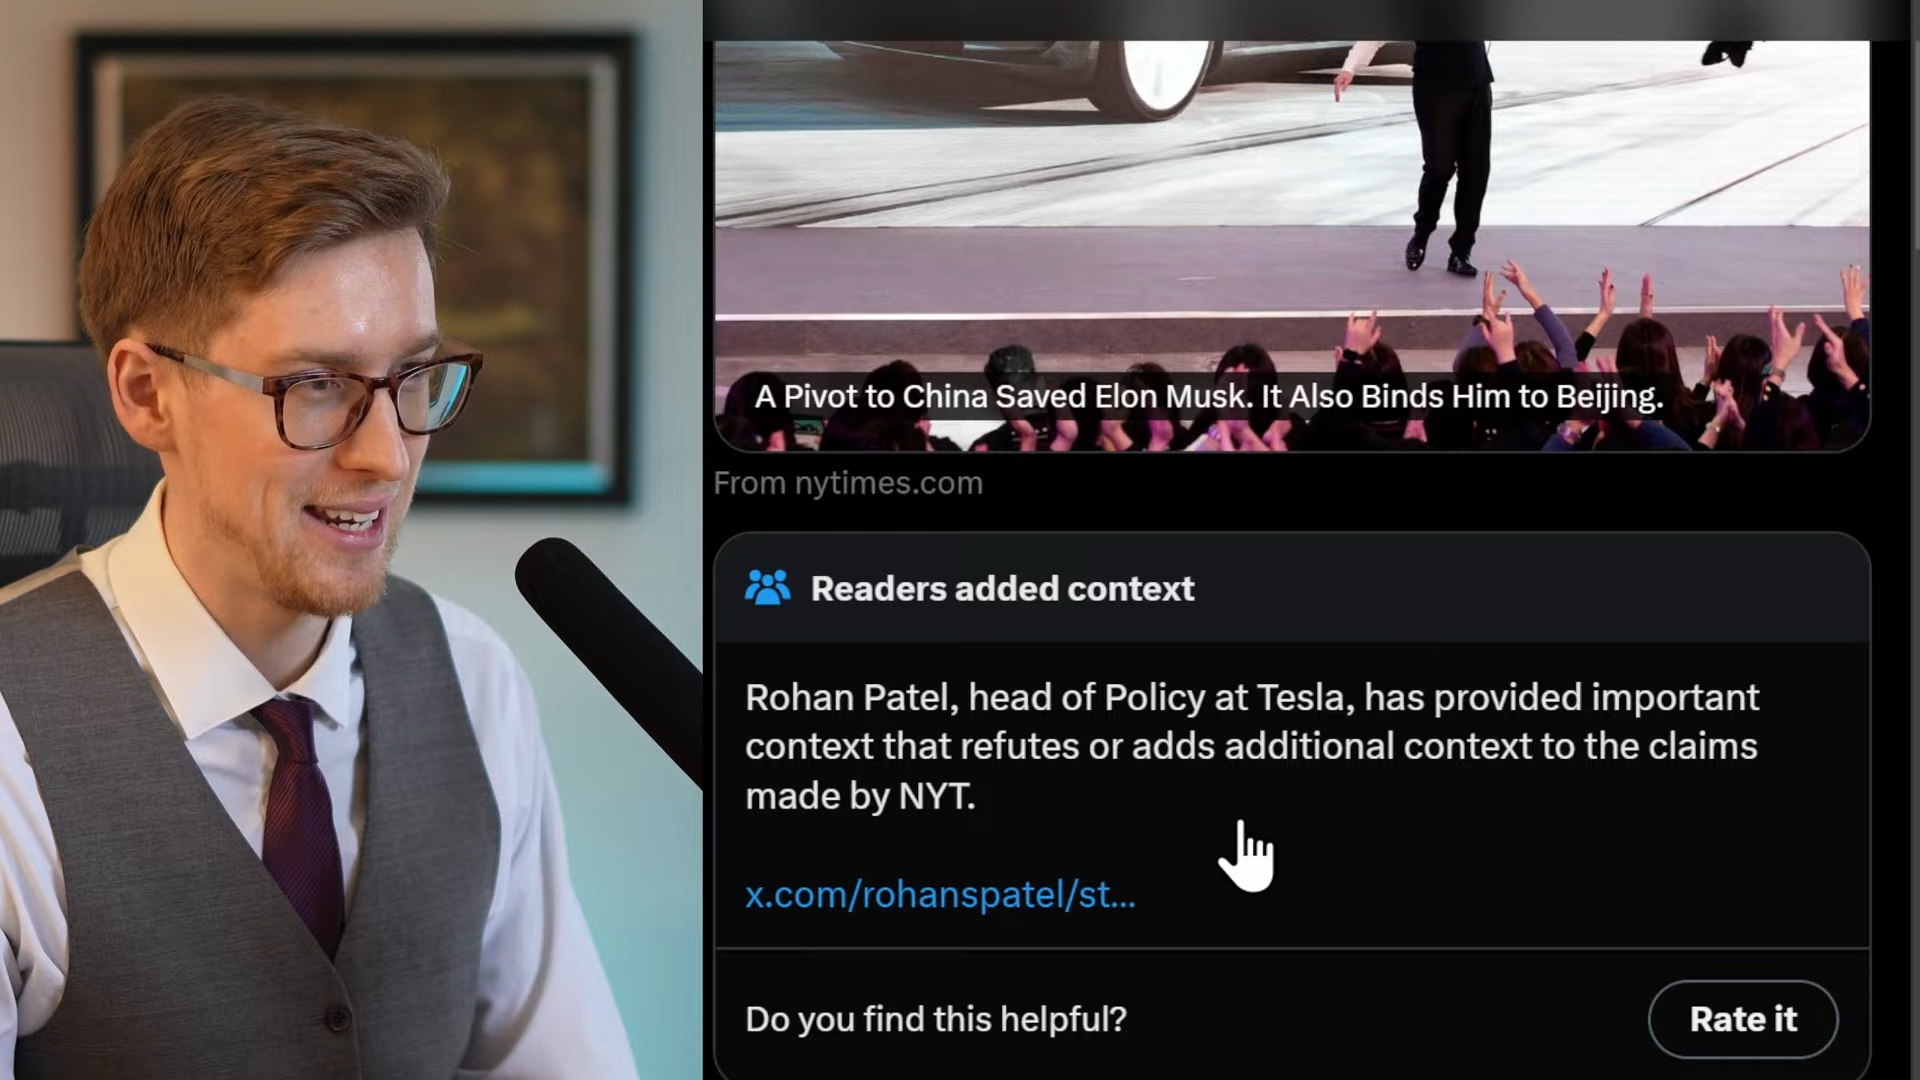 A Pivot to China Saved Elon Musk. It Also Binds Him to Beijing.
From nytimes.com
Readers added context
Rohan Patel, head of Policy at Tesla, has provided important
context that refutes or adds additional context to the claims
made by NYT.
x.com/rohanspatel/st...
Do you find this helpful?
Rate it